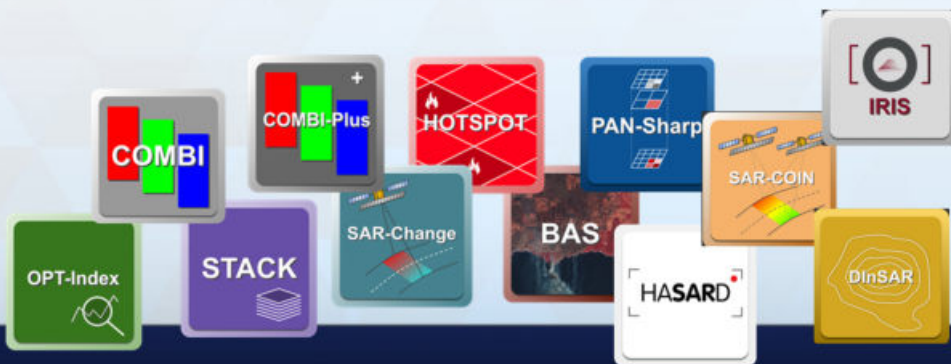 IRIS
COMBI-Plus
+
HOTSPOT
PAN-Sharp
COMBI
SAR-COIN
OPT-Index
STACK
SAR-Change
BAS
HASARD
DInSAR